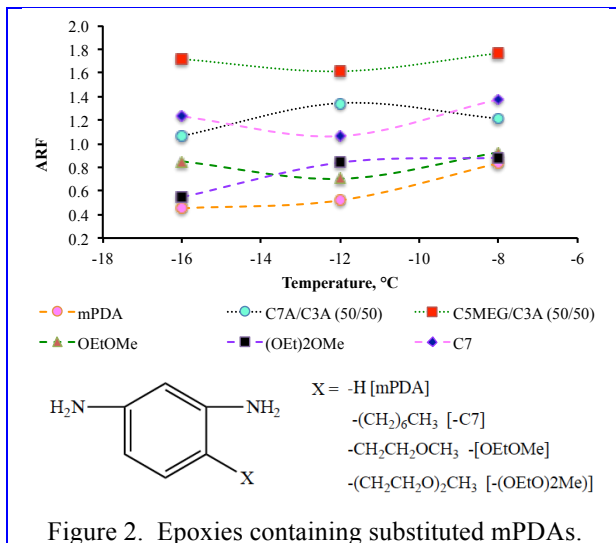 2.0
1.8
1.6
1.4
1.2
1.0
0.8
0.6
0.4
0.2
ARF
-18 -16 -14 -12 -10 -8 -6
Temperature, °C
mPDA C7A/C3A (50/50) C5MEG/C3A (50/50)
OEtOMe (OEt)2OMe C7
X = -H [mPDA]
-(CH₂)₆CH₃ [-C7]
-CH₂CH₂OCH₃ -[OEtOMe]
-(CH₂CH₂O)₂CH₃ [-(OEtO)2Me)]
H₂N
NH₂
X
Figure 2. Epoxies containing substituted mPDAs.